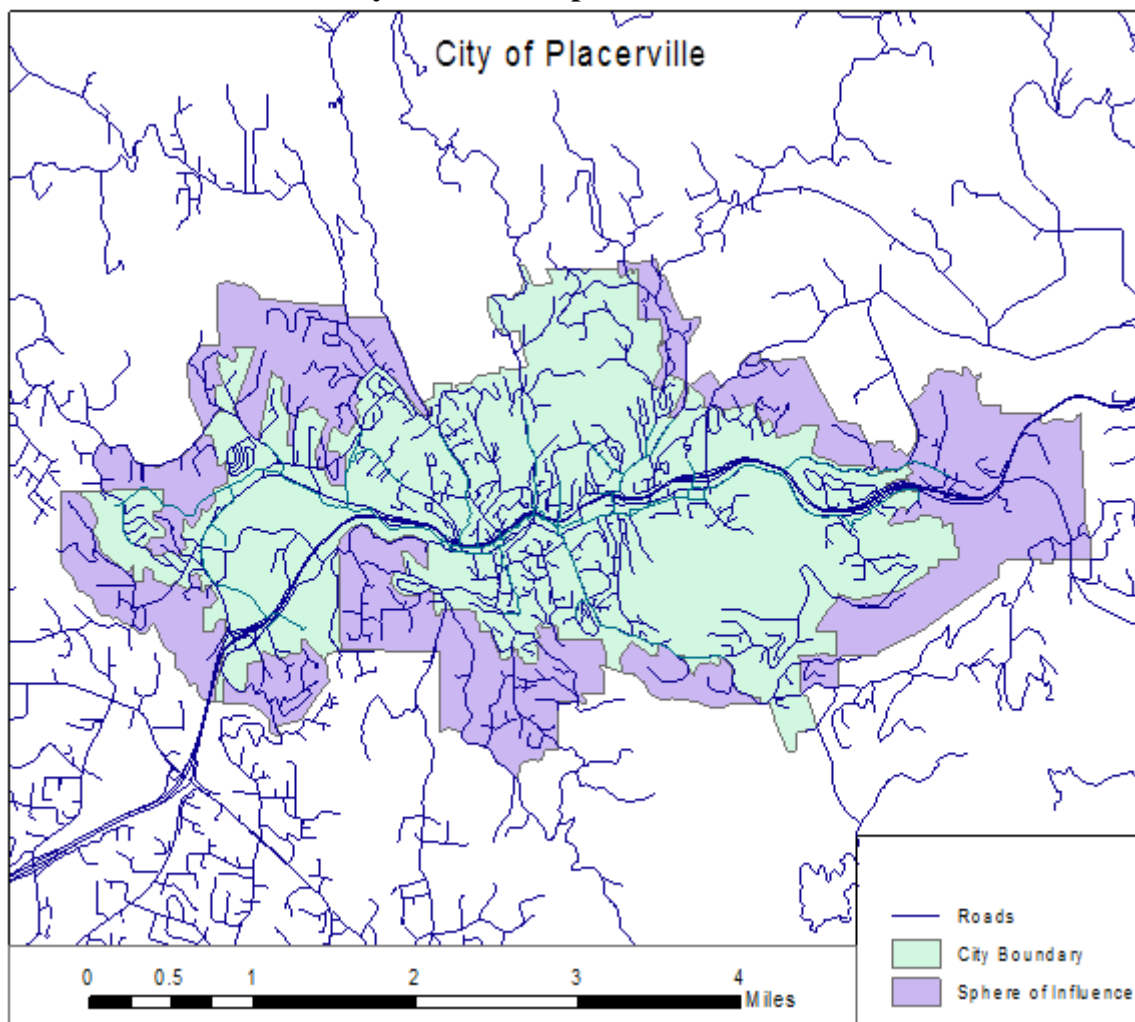 City of Placerville
Roads
City Boundary
Sphere of Influence
0 0.5 1 2 3 4
Miles